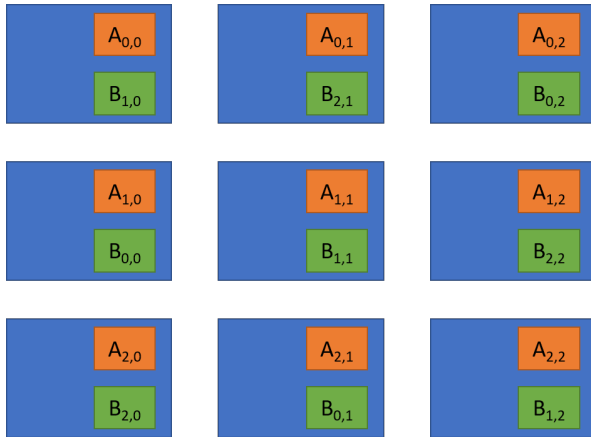 A0,0 A0,1 A0,2
B1,0 B2,1 B0,2
A1,0 A1,1 A1,2
B0,0 B1,1 B2,2
A2,0 A2,1 A2,2
B2,0 B0,1 B1,2